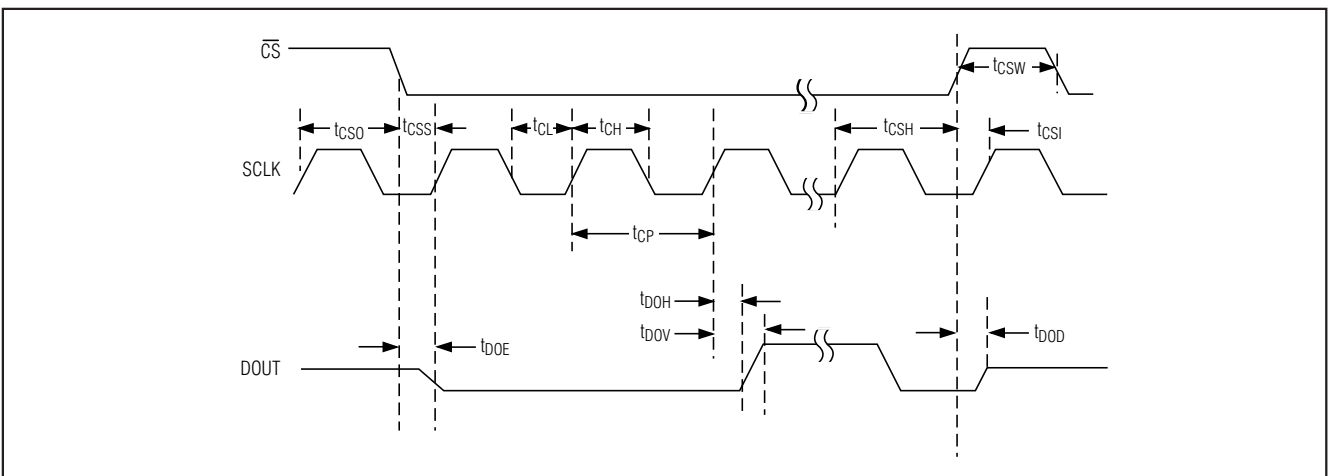 CS
tCSW
tCSO
tCSS
tCL
tCH
tCSH
tCSI
SCLK
tCP
tDOH
tDOV
tDOD
tDOE
DOUT